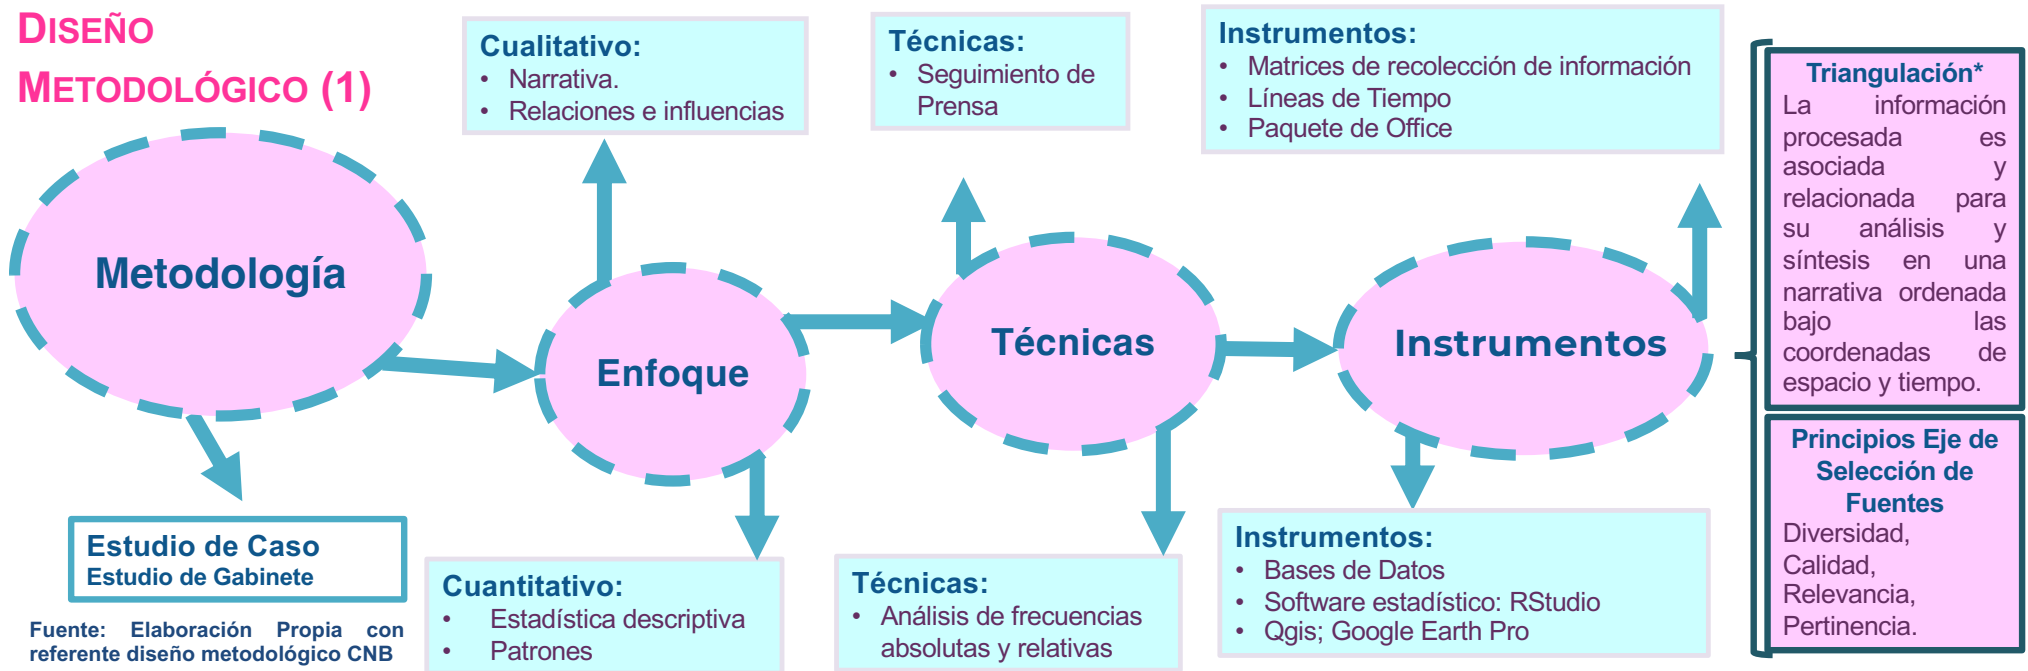 DISEÑO
METODOLÓGICO (1)
Metodología
Estudio de Caso
Estudio de Gabinete
Fuente: Elaboración Propia con
referente diseño metodológico CNB
Cualitativo:
• Narrativa.
• Relaciones e influencias
Enfoque
Cuantitativo:
• Estadística descriptiva
• Patrones
Técnicas:
• Seguimiento de
Prensa
Técnicas
Técnicas:
• Análisis de frecuencias
absolutas y relativas
Instrumentos:
• Matrices de recolección de información
• Líneas de Tiempo
• Paquete de Office
Instrumentos
Instrumentos:
• Bases de Datos
• Software estadístico: RStudio
• Qgis; Google Earth Pro
Triangulación*
La información
procesada es
asociada y
relacionada para
su análisis y
síntesis en una
narrativa ordenada
bajo las
coordenadas de
espacio y tiempo.
Principios Eje de
Selección de
Fuentes
Diversidad,
Calidad,
Relevancia,
Pertinencia.